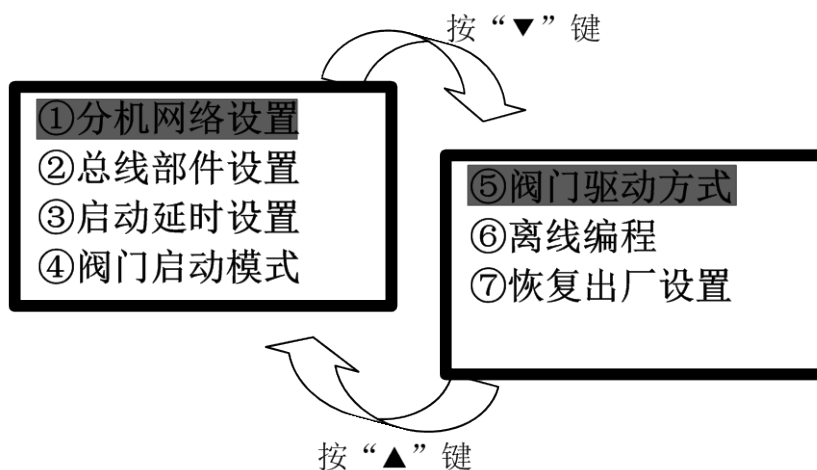 按“▼”键
①分机网络设置
②总线部件设置
③启动延时设置
④阀门启动模式
⑤阀门驱动方式
⑥离线编程
⑦恢复出厂设置
按“▲”键